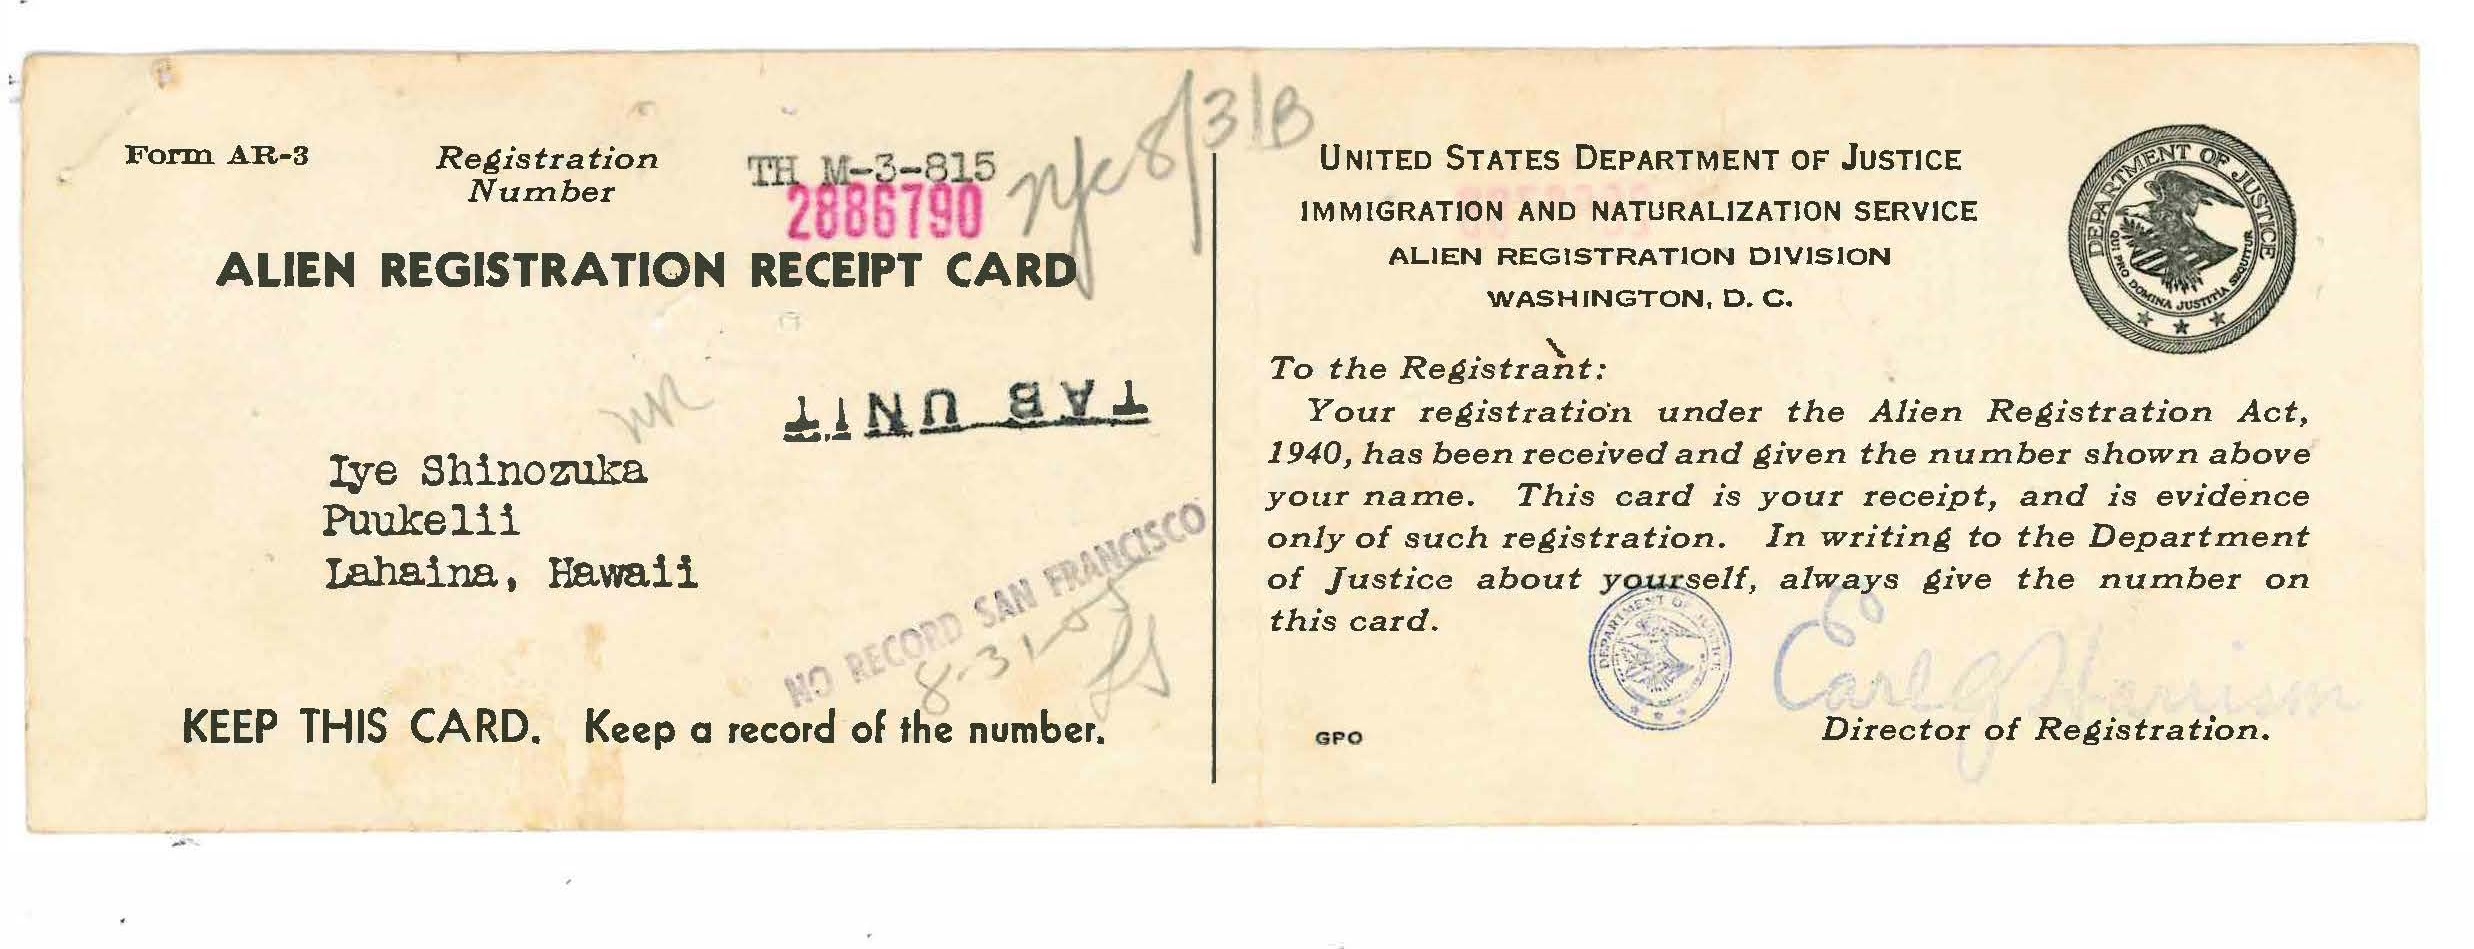 Form AR-3
Registration
Number
TH M-3-815
2886790
8/31B
ALIEN REGISTRATION RECEIPT CARD
TAB UNIT
Iye Shinozuka
Puukelii
Lahaina, Hawaii
NO RECORD SAN FRANCISCO
8-31-55
KEEP THIS CARD. Keep a record of the number.
UNITED STATES DEPARTMENT OF JUSTICE
IMMIGRATION AND NATURALIZATION SERVICE
ALIEN REGISTRATION DIVISION
WASHINGTON, D. C.
DEPARTMENT OF JUSTICE
QUI PRO DOMINA JUSTITIA SEQUITUR
To the Registrant:
Your registration under the Alien Registration Act,
1940, has been received and given the number shown above
your name. This card is your receipt, and is evidence
only of such registration. In writing to the Department
of Justice about yourself, always give the number on
this card.
DEPARTMENT OF JUSTICE
Earl G Harrison
Director of Registration.
GPO